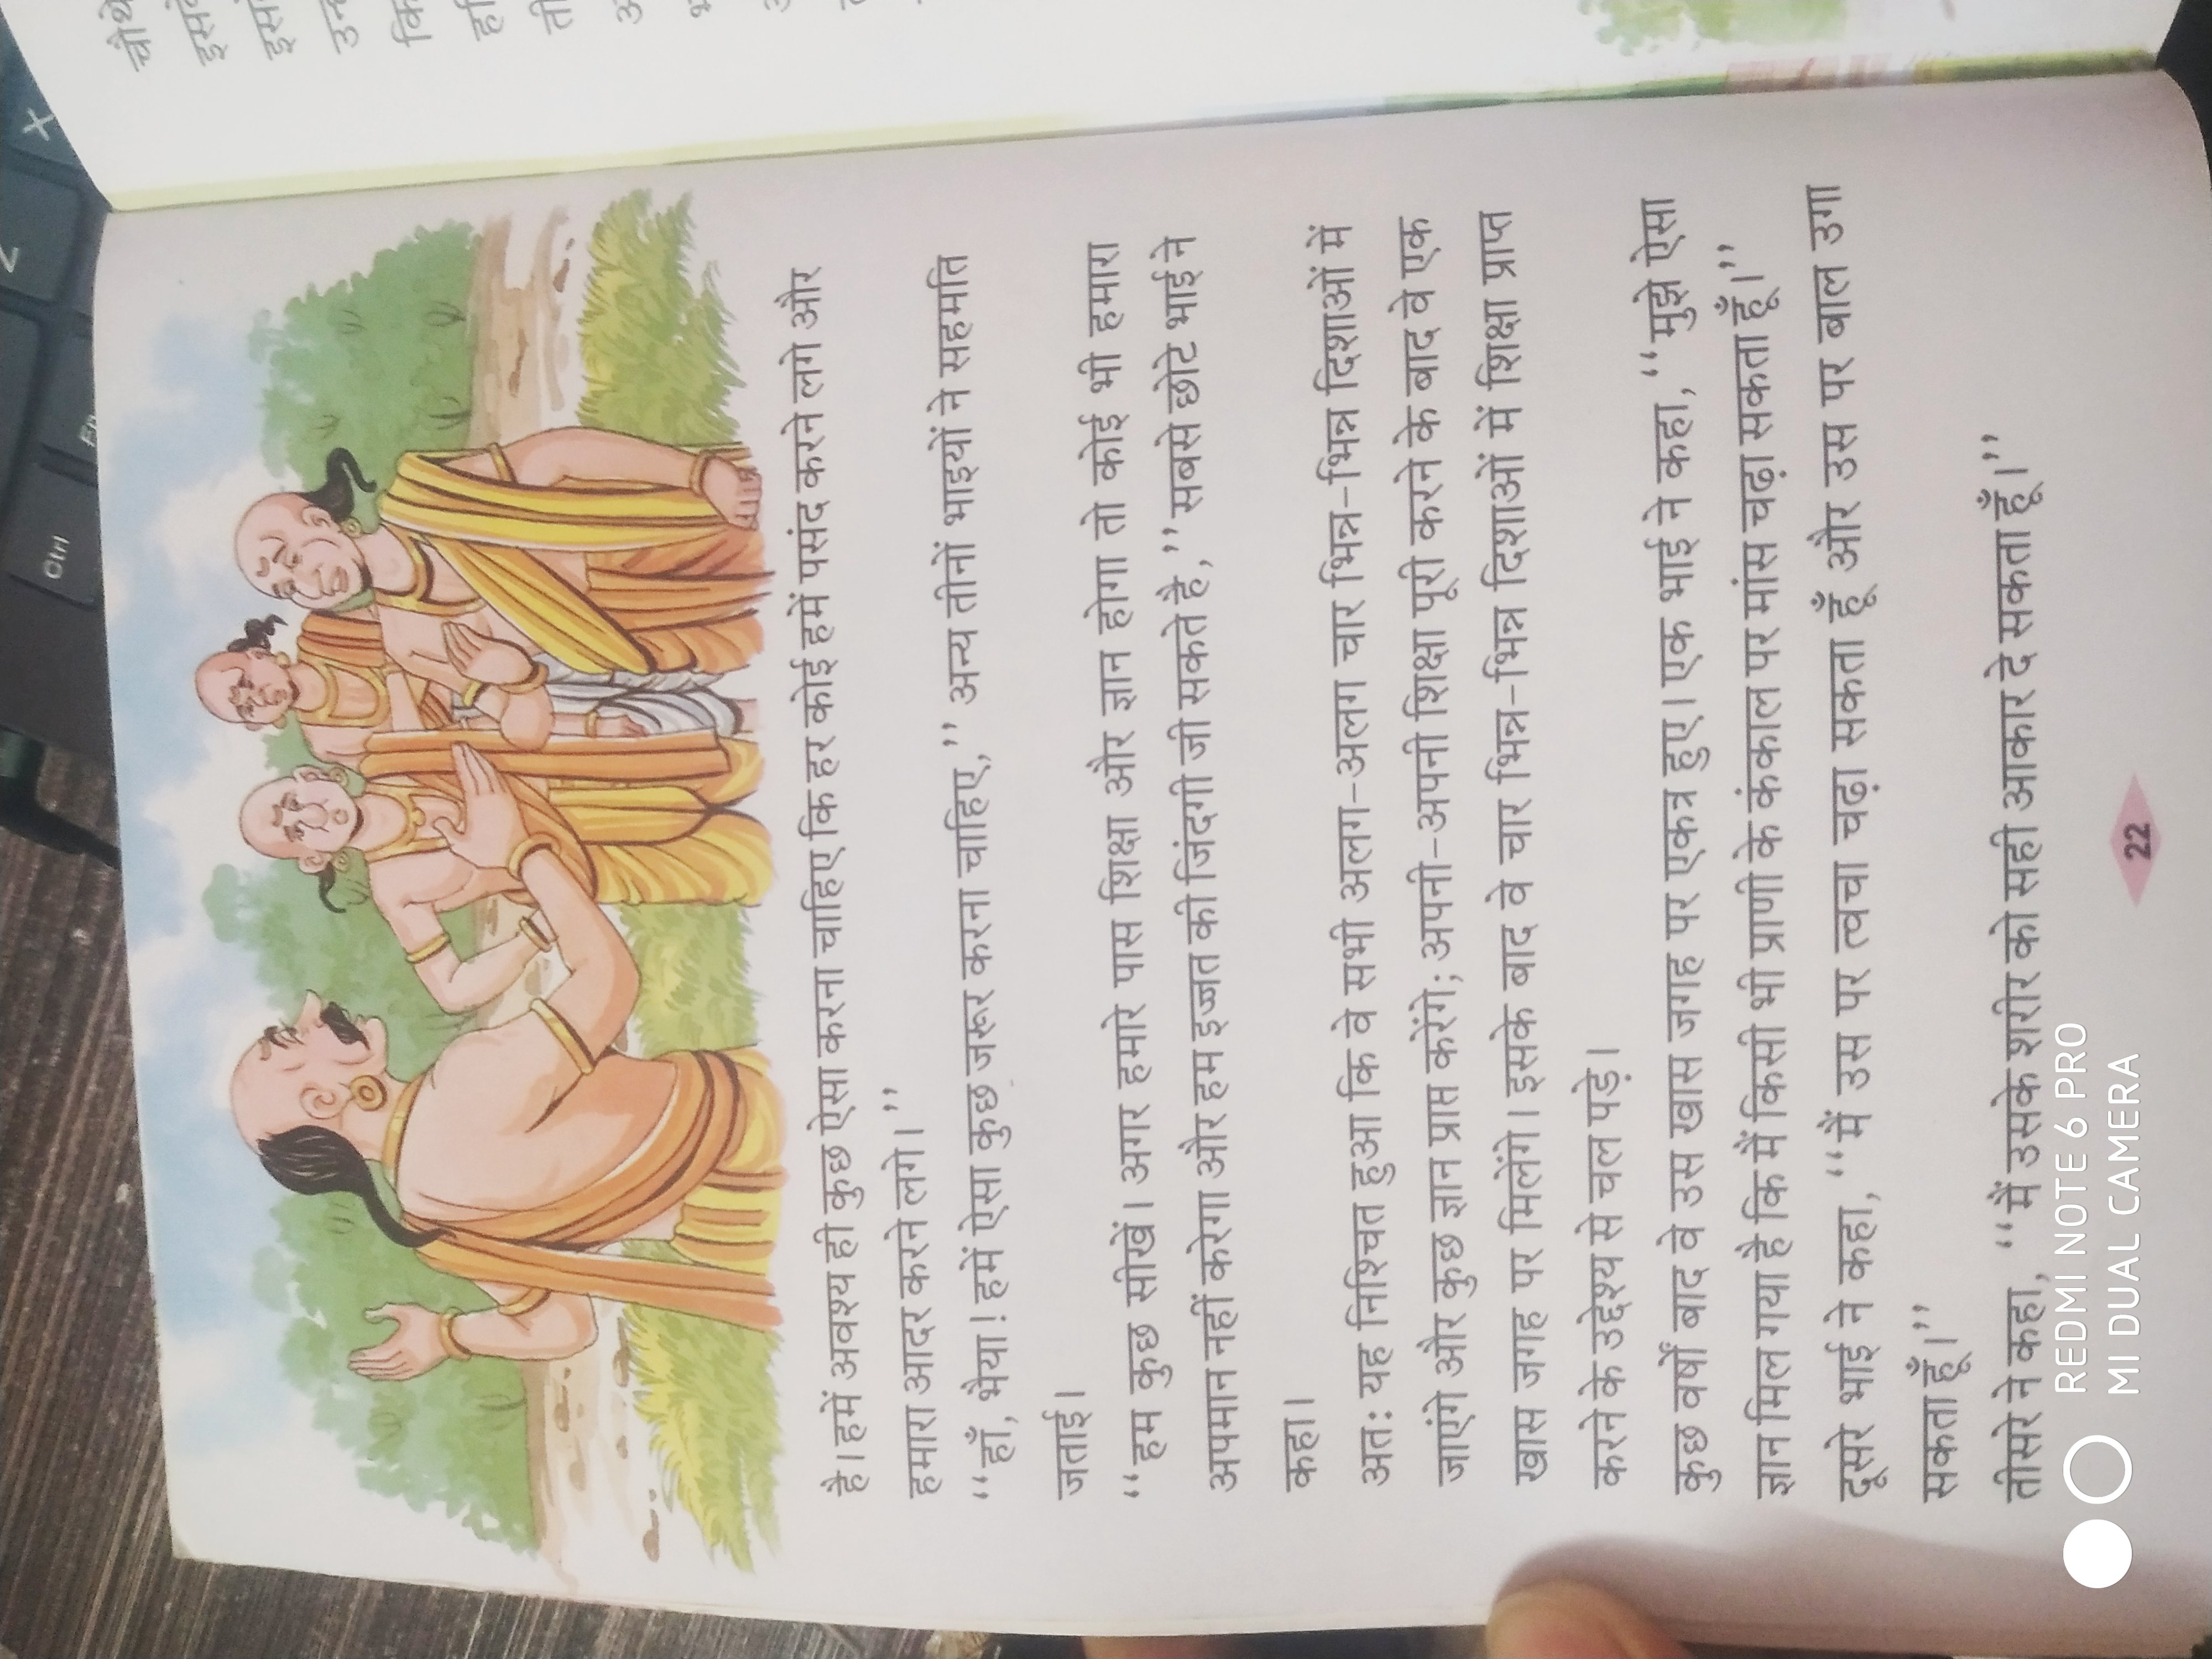 Ctrl
Z
X
Fn
है। हमें अवश्य ही कुछ ऐसा करना चाहिए कि हर कोई हमें पसंद करने लगे और
हमारा आदर करने लगे।’’
‘‘हाँ, भैया! हमें ऐसा कुछ जरूर करना चाहिए,’’ अन्य तीनों भाइयों ने सहमति
जताई।
‘‘हम कुछ सीखें। अगर हमारे पास शिक्षा और ज्ञान होगा तो कोई भी हमारा
अपमान नहीं करेगा और हम इज्जत की जिंदगी जी सकते है,’’ सबसे छोटे भाई ने
कहा।
अतः यह निश्चित हुआ कि वे सभी अलग-अलग चार भिन्न-भिन्न दिशाओं में
जाएंगे और कुछ ज्ञान प्राप्त करेंगे; अपनी-अपनी शिक्षा पूरी करने के बाद वे एक
खास जगह पर मिलेंगे। इसके बाद वे चार भिन्न-भिन्न दिशाओं में शिक्षा प्राप्त
करने के उद्देश्य से चल पड़े।
कुछ वर्षों बाद वे उस खास जगह पर एकत्र हुए। एक भाई ने कहा, ‘‘मुझे ऐसा
ज्ञान मिल गया है कि मैं किसी भी प्राणी के कंकाल पर मांस चढ़ा सकता हूँ।’’
दूसरे भाई ने कहा, ‘‘मैं उस पर त्वचा चढ़ा सकता हूँ और उस पर बाल उगा
सकता हूँ।’’
तीसरे ने कहा, ‘‘मैं उसके शरीर को सही आकार दे सकता हूँ।’’
22
REDMI NOTE 6 PRO
MI DUAL CAMERA